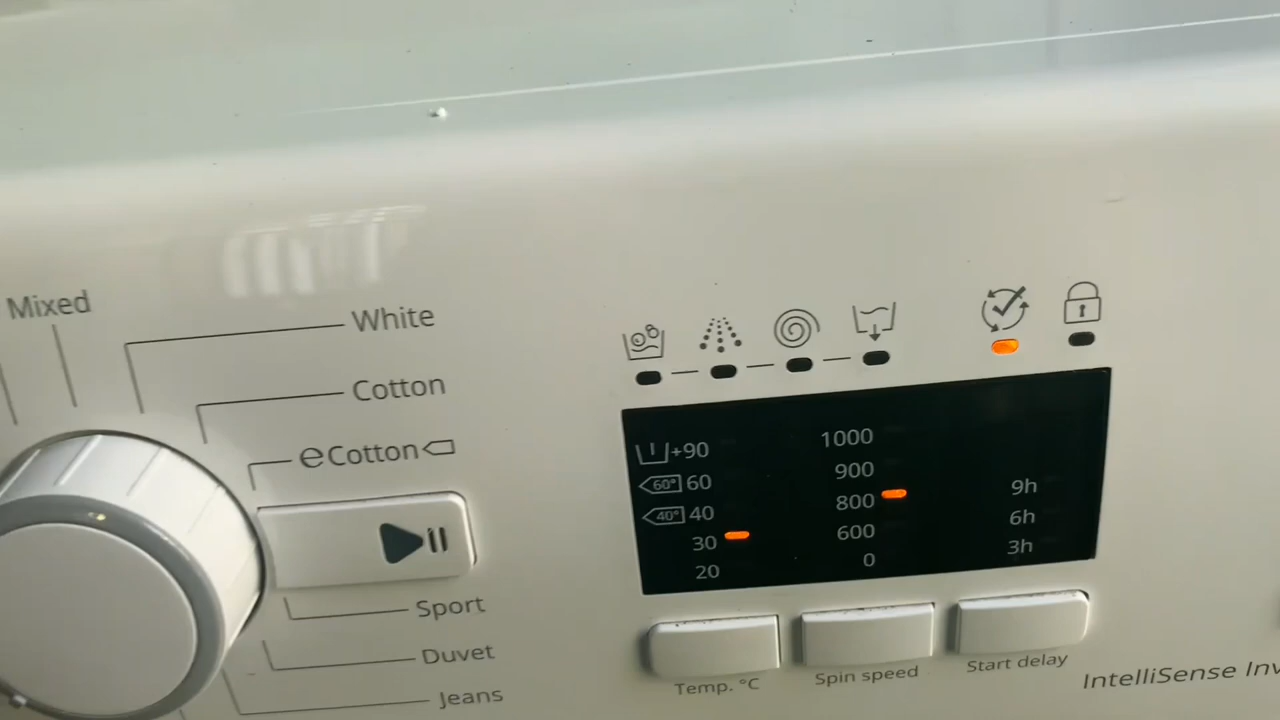 Mixed
White
Cotton
eCotton
Sport
Duvet
Jeans
+90
60° 60
40° 40
30
20
1000
900
800
600
0
9h
6h
3h
Temp. °C
Spin speed
Start delay
IntelliSense Inv